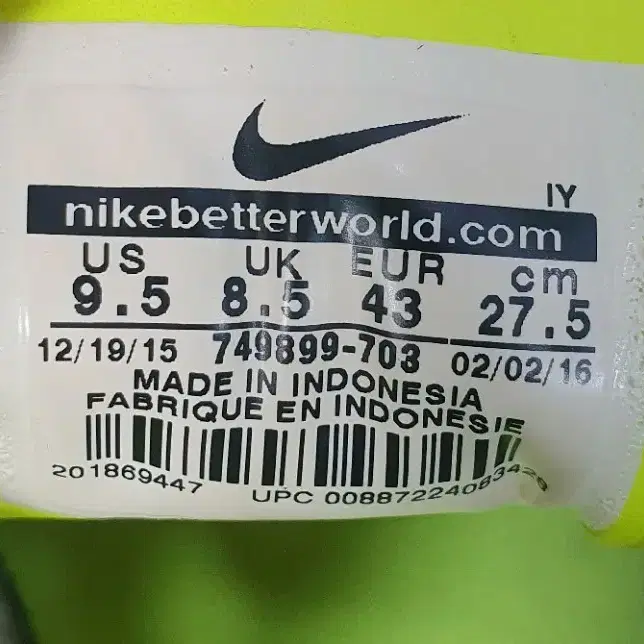 IY
nikebetterworld.com
US UK EUR cm
9.5 8.5 43 27.5
12/19/15 749899-703 02/02/16
MADE IN INDONESIA
FABRIQUE EN INDONESIE
201869447 UPC